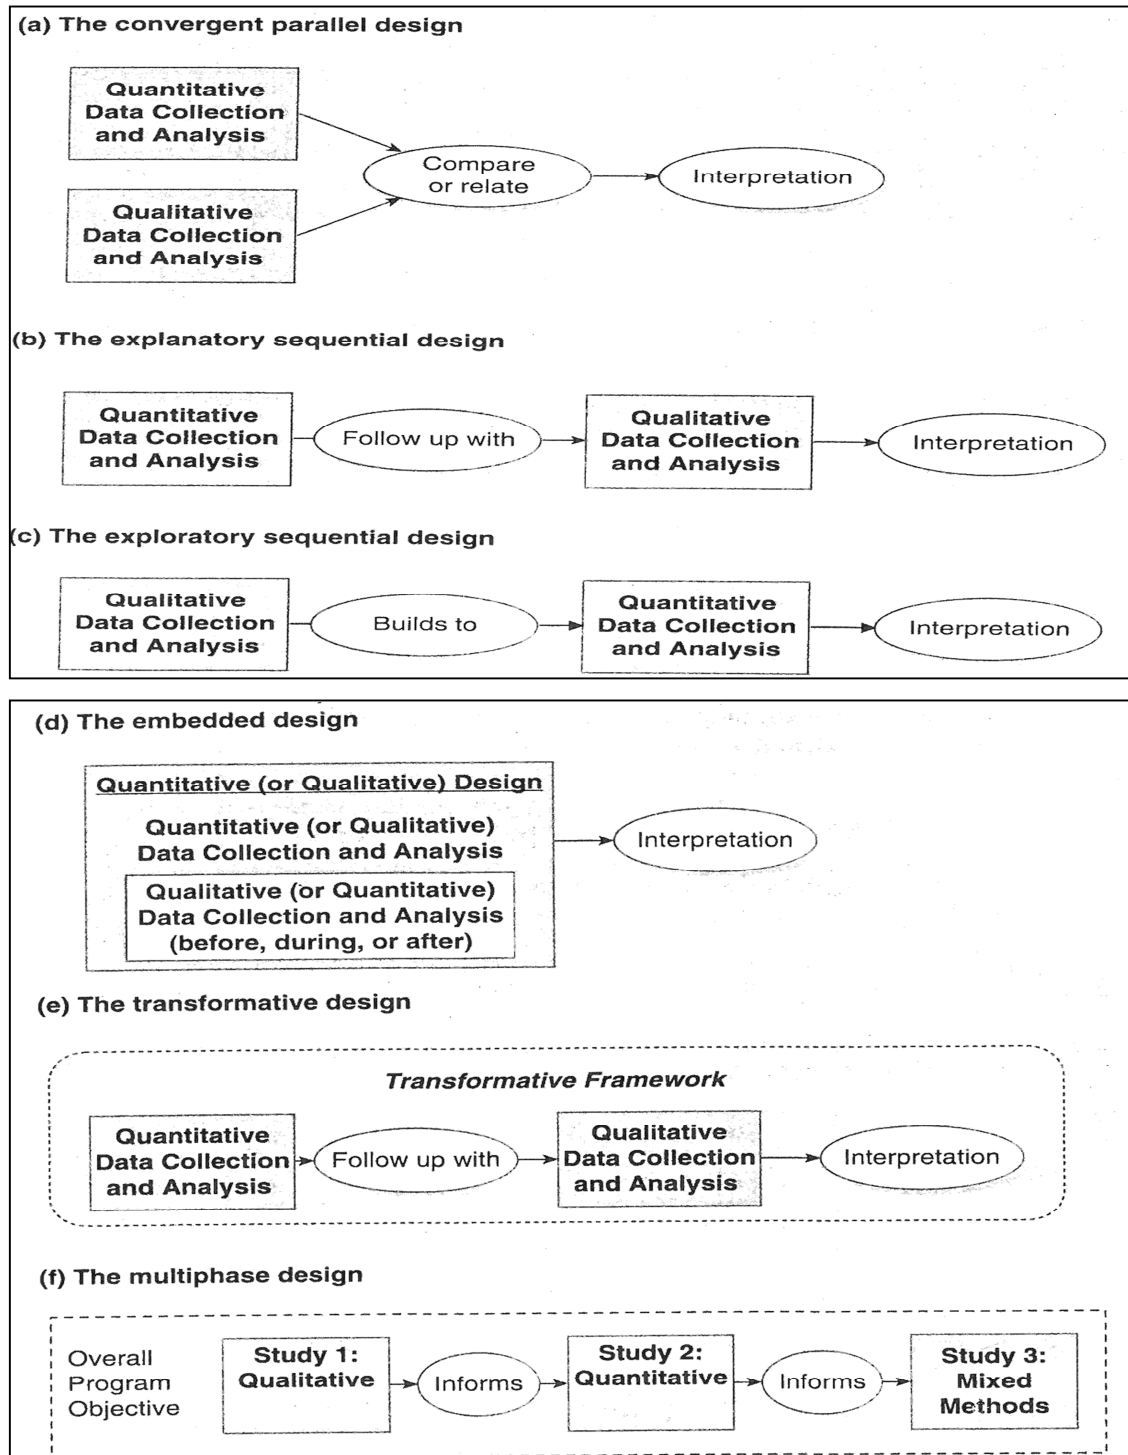 (a) The convergent parallel design
Quantitative
Data Collection
and Analysis
Qualitative
Data Collection
and Analysis
Compare
or relate
Interpretation
(b) The explanatory sequential design
Quantitative
Data Collection
and Analysis
Follow up with
Qualitative
Data Collection
and Analysis
Interpretation
(c) The exploratory sequential design
Qualitative
Data Collection
and Analysis
Builds to
Quantitative
Data Collection
and Analysis
Interpretation
(d) The embedded design
Quantitative (or Qualitative) Design
Quantitative (or Qualitative)
Data Collection and Analysis
Qualitative (or Quantitative)
Data Collection and Analysis
(before, during, or after)
Interpretation
(e) The transformative design
Transformative Framework
Quantitative
Data Collection
and Analysis
Follow up with
Qualitative
Data Collection
and Analysis
Interpretation
(f) The multiphase design
Overall
Program
Objective
Study 1:
Qualitative
Informs
Study 2:
Quantitative
Informs
Study 3:
Mixed
Methods